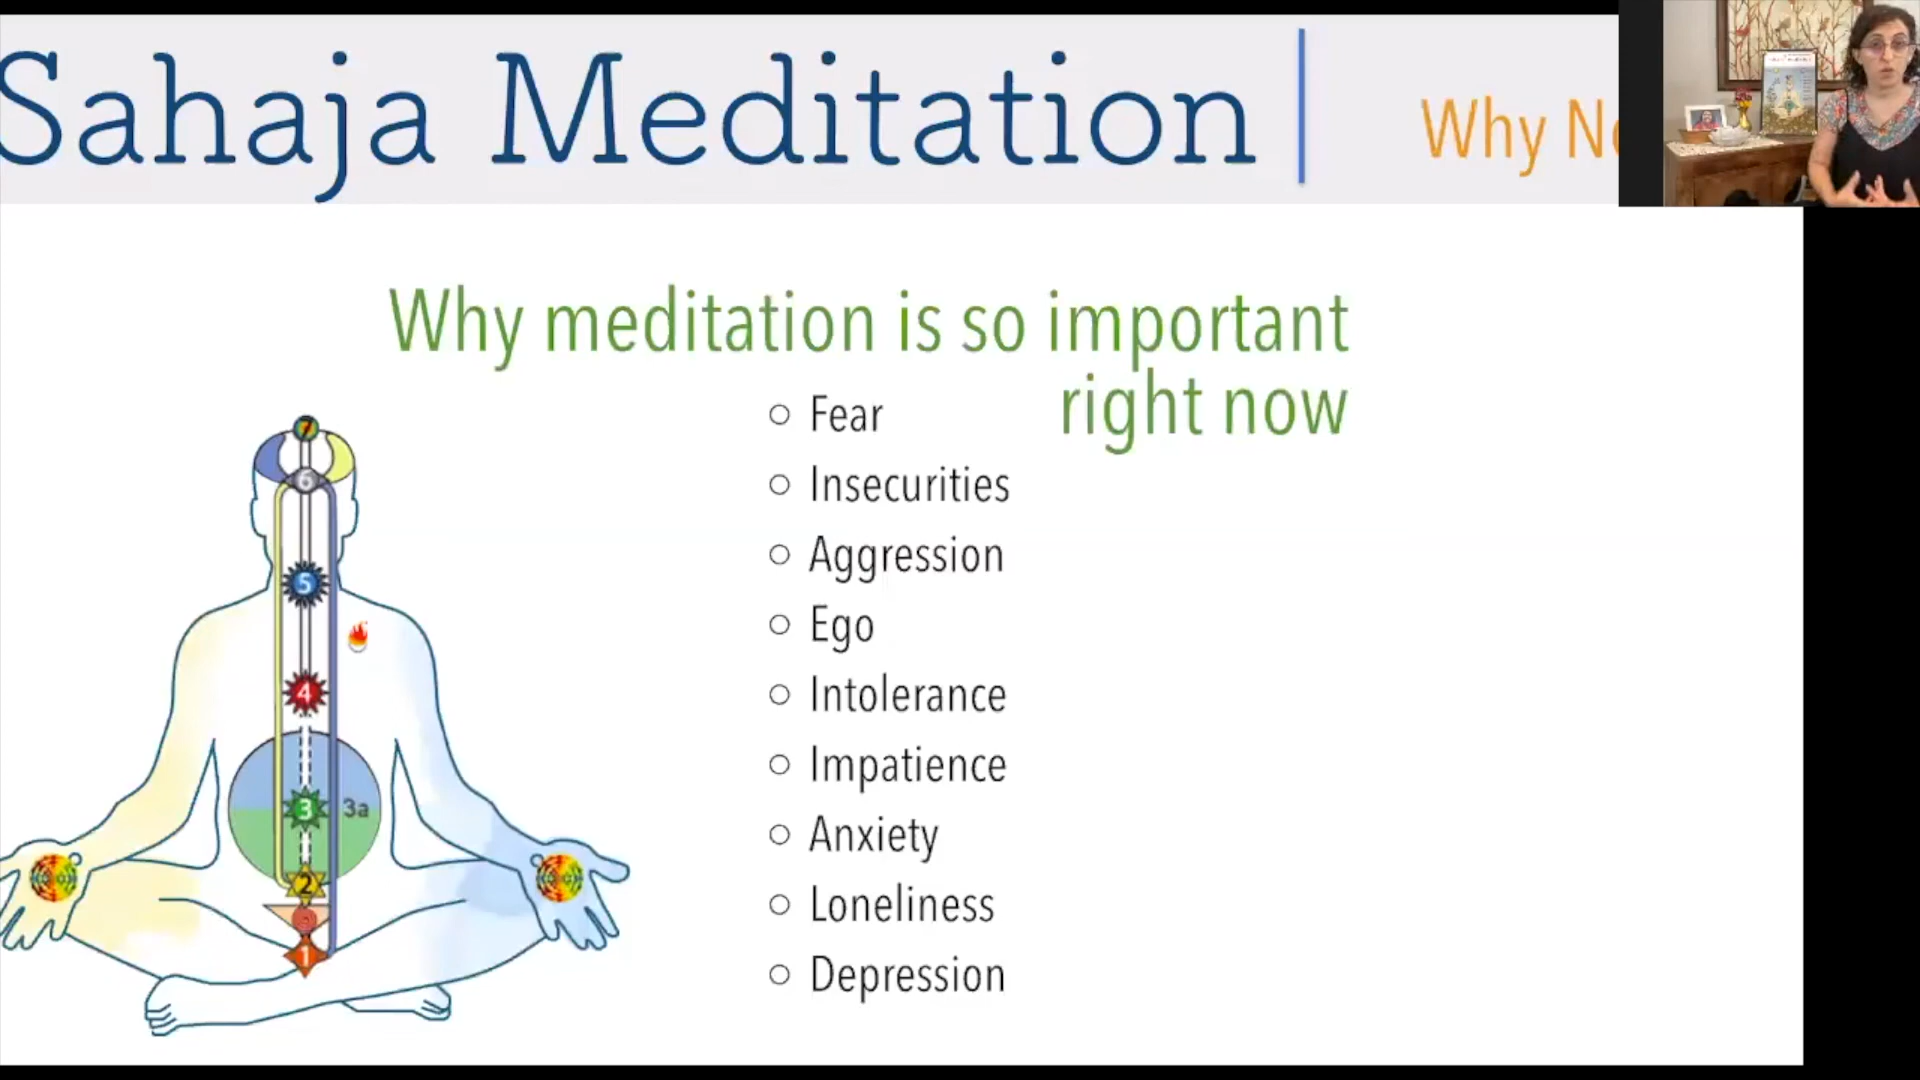 Sahaja Meditation
Why
Why meditation is so important
right now
Fear
Insecurities
Aggression
Ego
Intolerance
Impatience
Anxiety
Loneliness
Depression
7
6
5
4
3 3a
2
1